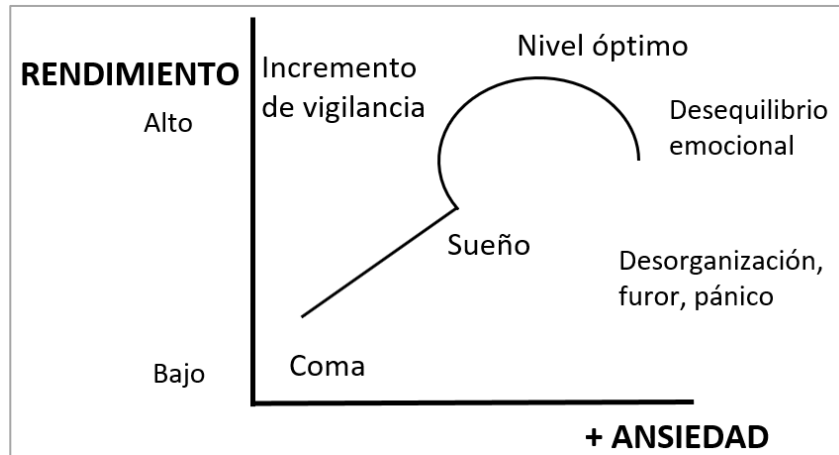 Nivel óptimo
RENDIMIENTO
Incremento
de vigilancia
Alto
Desequilibrio
emocional
Sueño
Desorganización,
furor, pánico
Bajo
Coma
+ ANSIEDAD